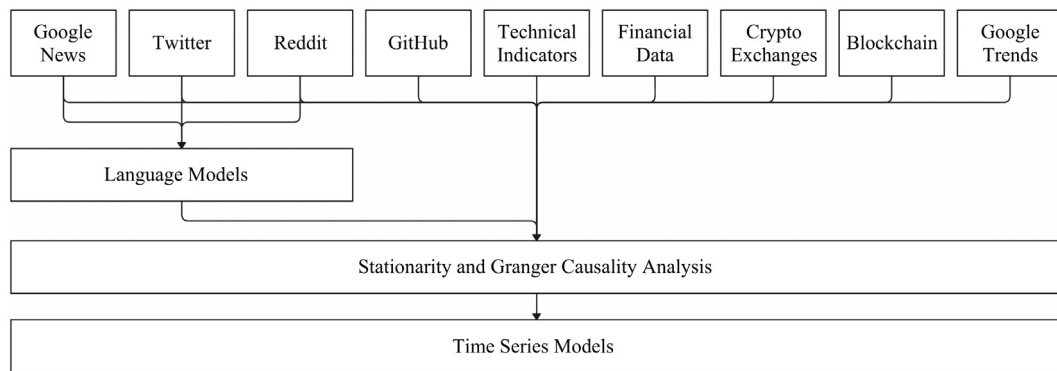 Google
News
Twitter
Reddit
GitHub
Technical
Indicators
Financial
Data
Crypto
Exchanges
Blockchain
Google
Trends
Language Models
Stationarity and Granger Causality Analysis
Time Series Models